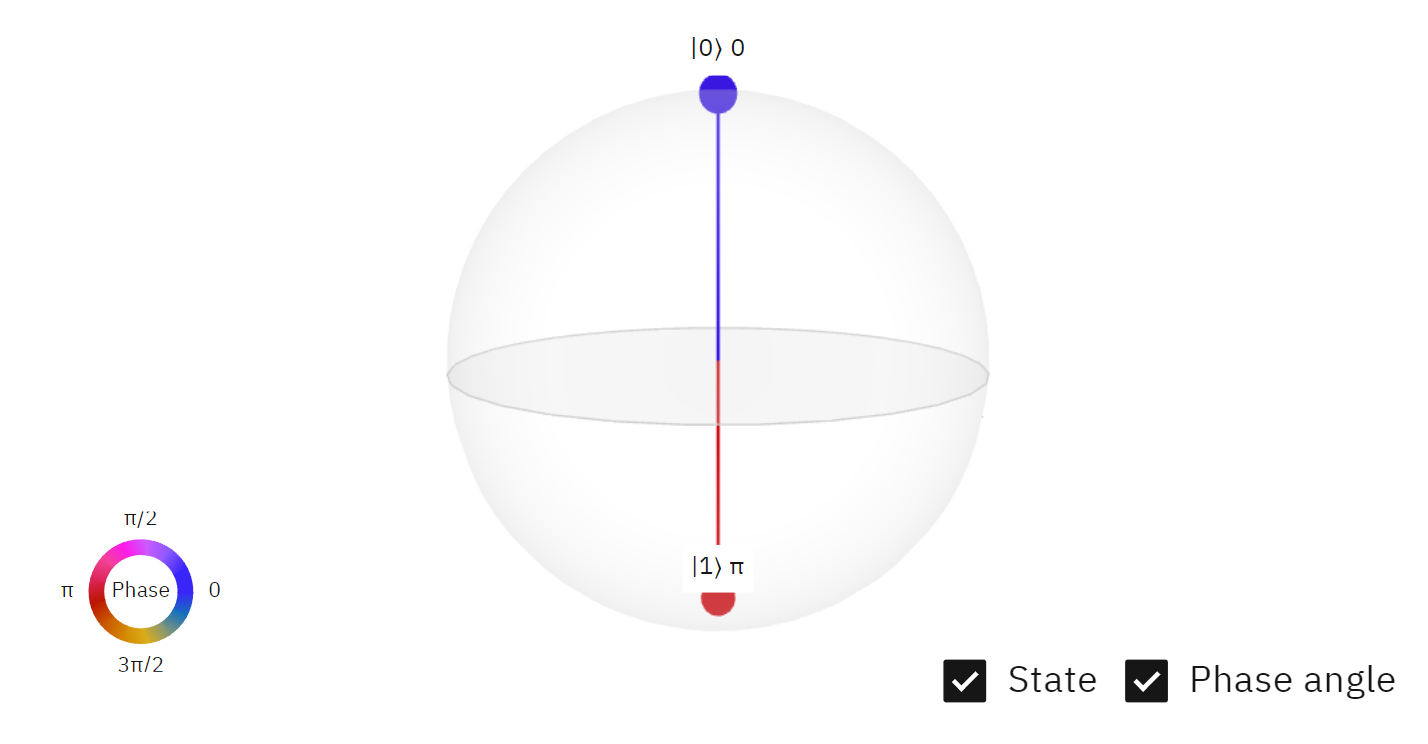 |0⟩ 0
|1⟩ π
π/2
π Phase 0
3π/2
State Phase angle